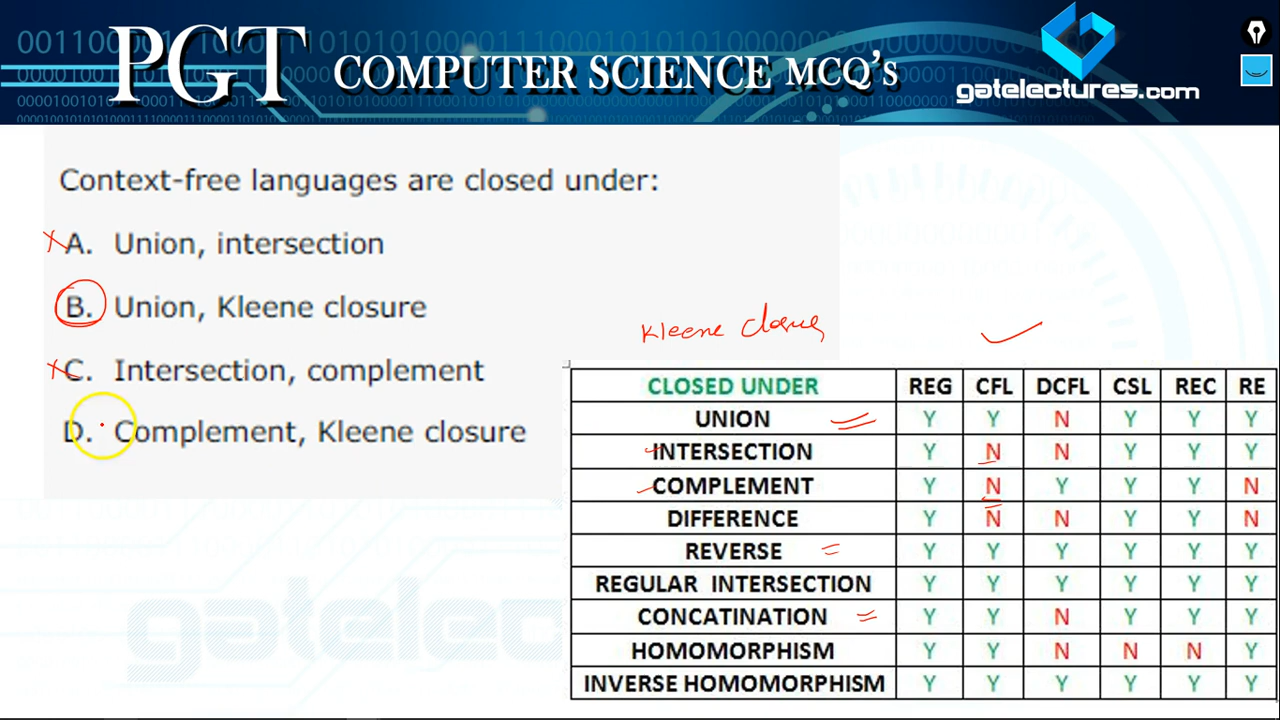 PGT COMPUTER SCIENCE MCQ's
gatelectures.com
Context-free languages are closed under:
A. Union, intersection
B. Union, Kleene closure
C. Intersection, complement
D. Complement, Kleene closure
Kleene closure
CLOSED UNDER REG CFL DCFL CSL REC RE
UNION Y Y N Y Y Y
INTERSECTION Y N N Y Y Y
COMPLEMENT Y N Y Y Y N
DIFFERENCE Y N N Y Y N
REVERSE Y Y Y Y Y Y
REGULAR INTERSECTION Y Y Y Y Y Y
CONCATINATION Y Y N Y Y Y
HOMOMORPHISM Y Y N N N Y
INVERSE HOMOMORPHISM Y Y Y Y Y Y